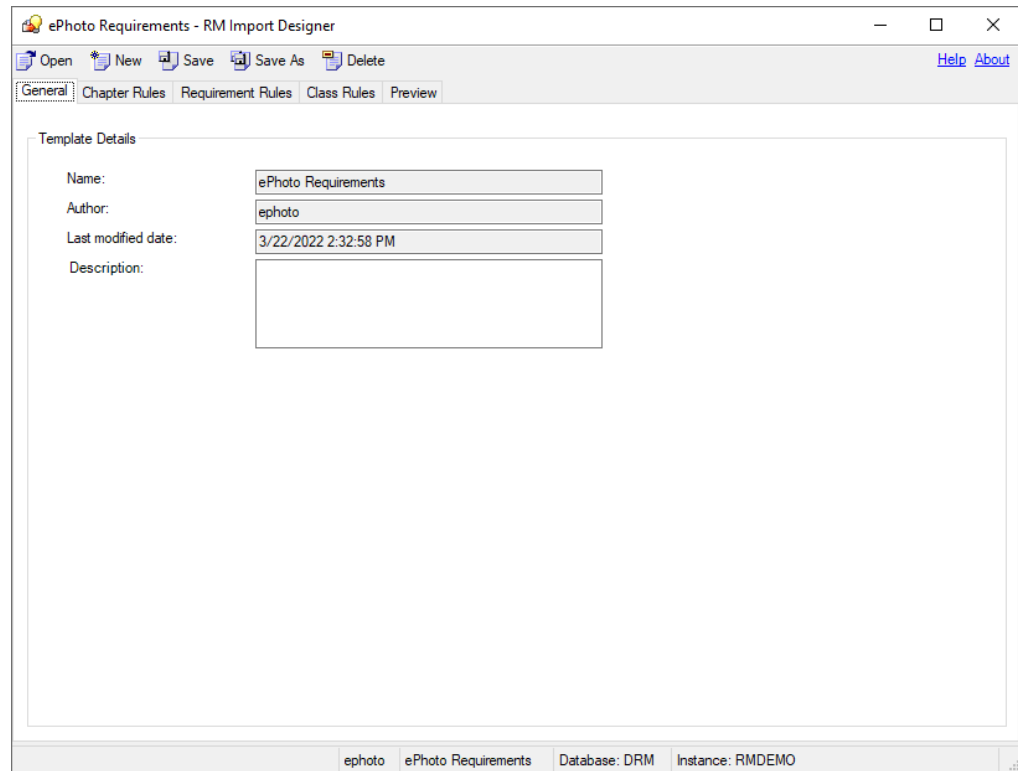 ePhoto Requirements - RM Import Designer
Open New Save Save As Delete Help About
General Chapter Rules Requirement Rules Class Rules Preview
Template Details
Name: ePhoto Requirements
Author: ephoto
Last modified date: 3/22/2022 2:32:58 PM
Description:
ephoto ePhoto Requirements Database: DRM Instance: RMDEMO